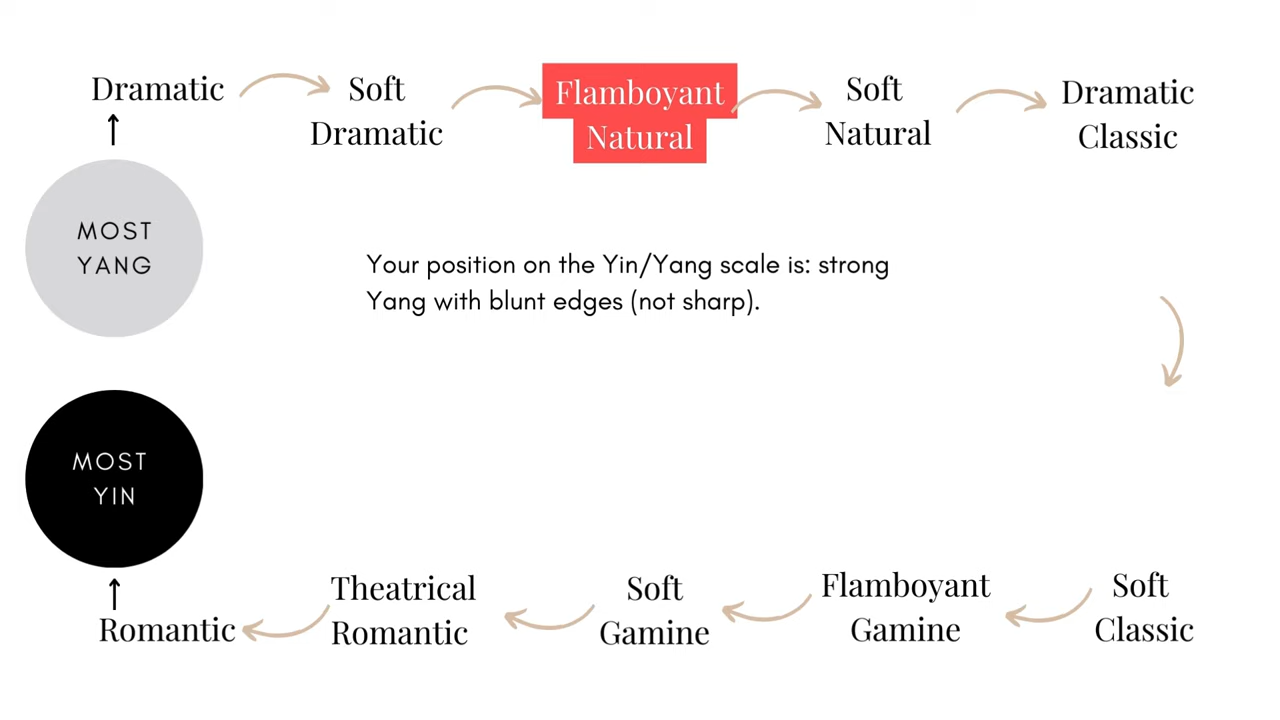 Dramatic
Soft
Dramatic
Flamboyant
Natural
Soft
Natural
Dramatic
Classic
MOST
YANG
Your position on the Yin/Yang scale is: strong
Yang with blunt edges (not sharp).
MOST
YIN
Romantic
Theatrical
Romantic
Soft
Gamine
Flamboyant
Gamine
Soft
Classic